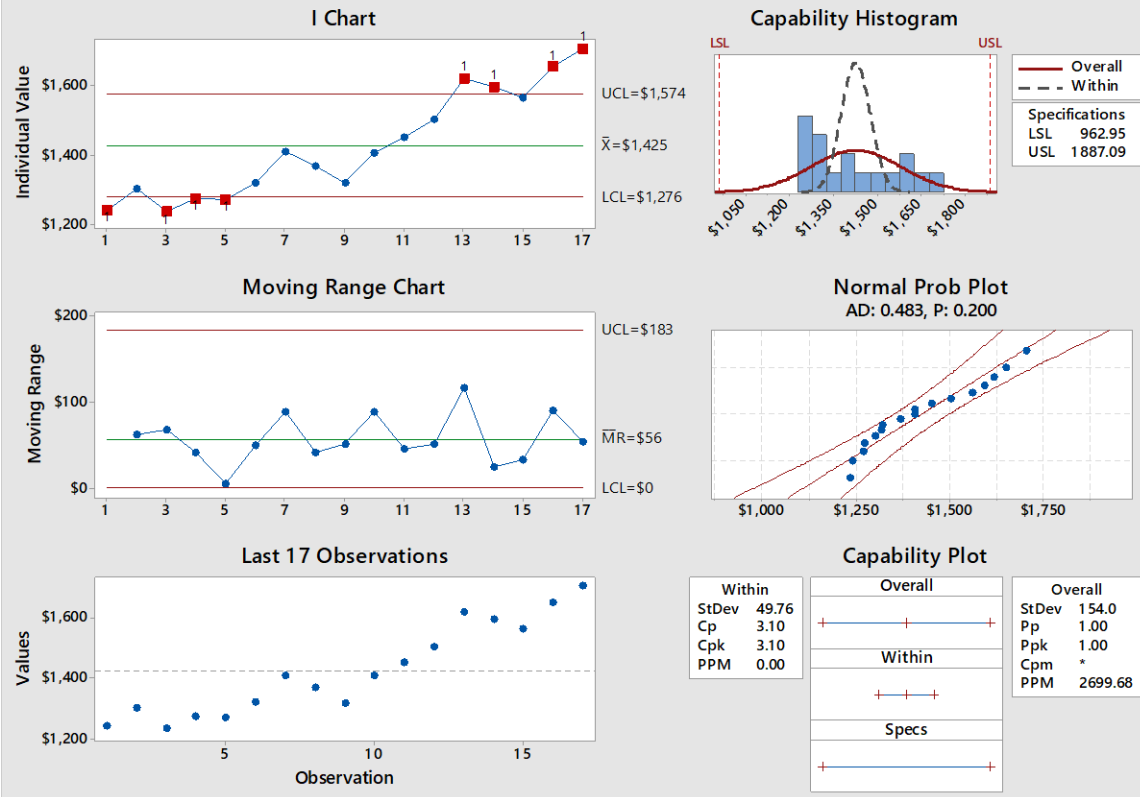 I Chart
Individual Value
$1,600
$1,400
$1,200
1 3 5 7 9 11 13 15 17
1
1
1
1
1
1
1
1
UCL=$1,574
X̄=$1,425
LCL=$1,276
Capability Histogram
LSL USL
$1,050 $1,200 $1,350 $1,500 $1,650 $1,800
Overall
Within
Specifications
LSL 962.95
USL 1887.09
Moving Range Chart
Moving Range
$200
$100
$0
1 3 5 7 9 11 13 15 17
UCL=$183
M̅R̅=$56
LCL=$0
Normal Prob Plot
AD: 0.483, P: 0.200
$1,000 $1,250 $1,500 $1,750
Last 17 Observations
Values
$1,600
$1,400
$1,200
5 10 15
Observation
Capability Plot
Within
StDev 49.76
Cp 3.10
Cpk 3.10
PPM 0.00
Overall
Within
Specs
Overall
StDev 154.0
Pp 1.00
Ppk 1.00
Cpm *
PPM 2699.68